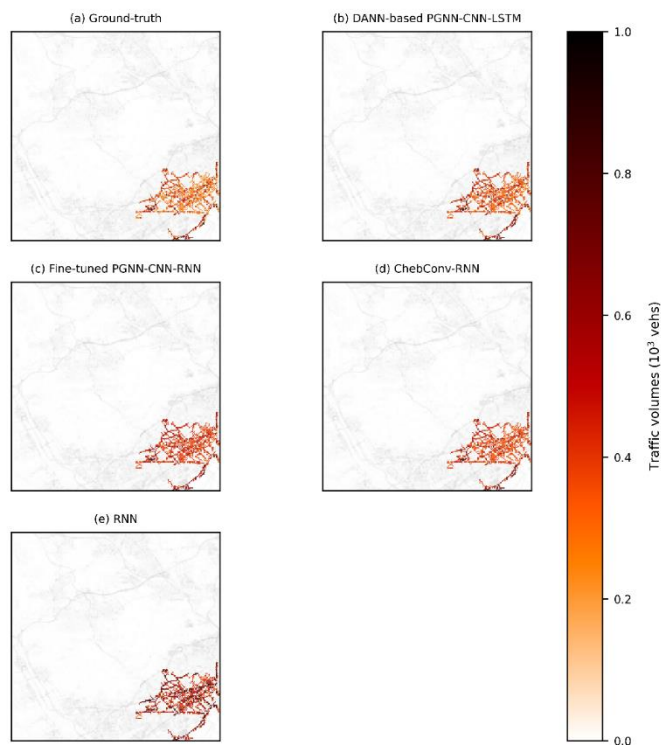 (a) Ground-truth
(b) DANN-based PGNN-CNN-LSTM
(c) Fine-tuned PGNN-CNN-RNN
(d) ChebConv-RNN
(e) RNN
1.0
0.8
0.6
0.4
0.2
0.0
Traffic volumes (10³ vehs)